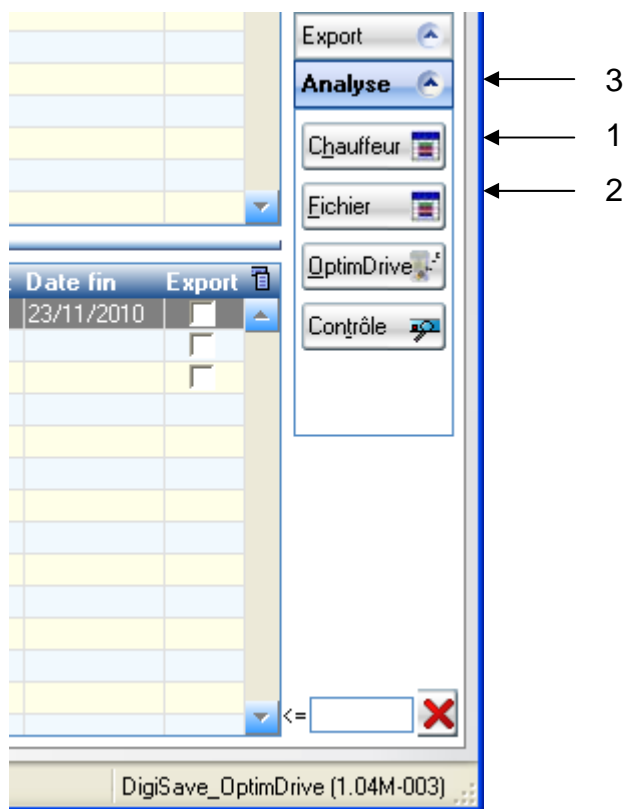 Export
Analyse
3
Chauffeur
1
Fichier
2
OptimDrive
Contrôle
Date fin Export
23/11/2010
<=
DigiSave_OptimDrive (1.04M-003)